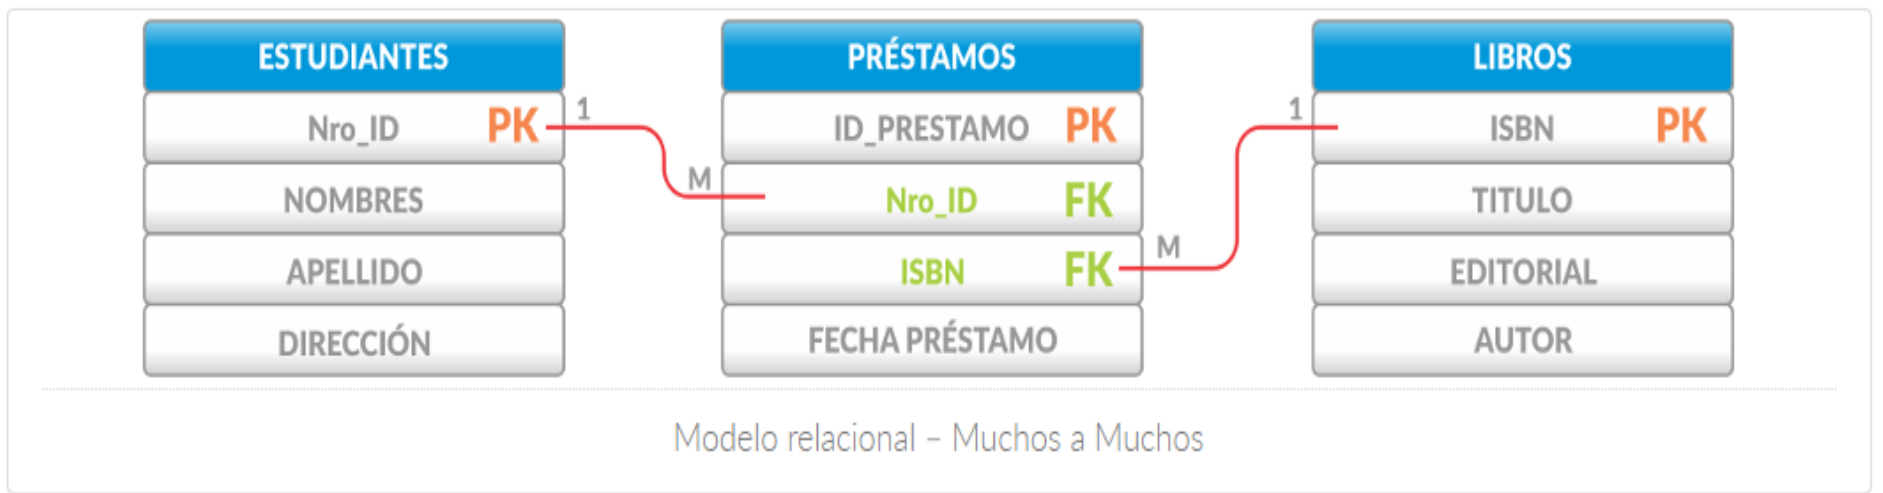 ESTUDIANTES
Nro_ID PK
NOMBRES
APELLIDO
DIRECCIÓN
1
M
PRÉSTAMOS
ID_PRESTAMO PK
Nro_ID FK
ISBN FK
FECHA PRÉSTAMO
M
1
LIBROS
ISBN PK
TITULO
EDITORIAL
AUTOR
Modelo relacional – Muchos a Muchos